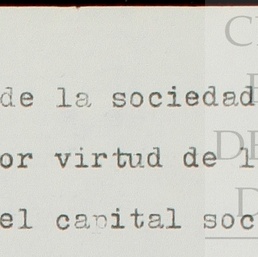 de la sociedad
or virtud de l
el capital soc